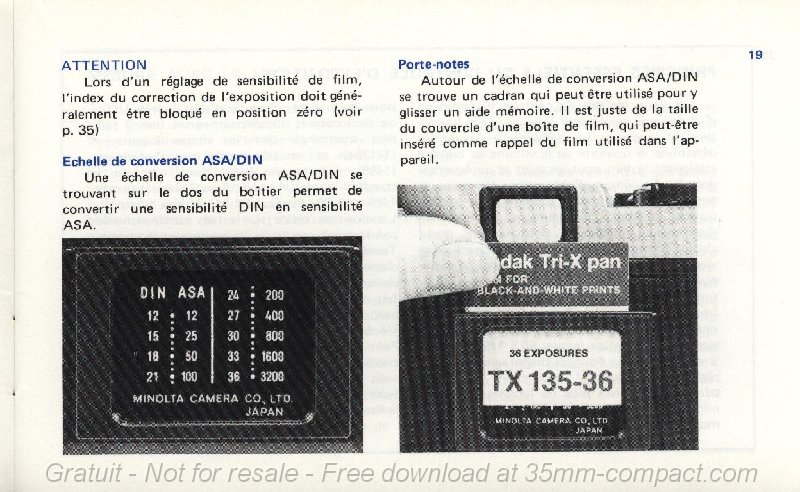 19
ATTENTION
Lors d'un réglage de sensibilité de film,
l'index du correction de l'exposition doit géné-
ralement être bloqué en position zéro (voir
p. 35)
Echelle de conversion ASA/DIN
Une échelle de conversion ASA/DIN se
trouvant sur le dos du boîtier permet de
convertir une sensibilité DIN en sensibilité
ASA.
DIN ASA 24 200
12 12 27 400
15 25 30 800
18 50 33 1600
21 100 36 3200
MINOLTA CAMERA CO., LTD.
JAPAN
Porte-notes
Autour de l'échelle de conversion ASA/DIN
se trouve un cadran qui peut être utilisé pour y
glisser un aide mémoire. Il est juste de la taille
du couvercle d'une boîte de film, qui peut-être
inséré comme rappel du film utilisé dans l'ap-
pareil.
dak Tri-X pan
FOR
BLACK-AND-WHITE PRINTS
36 EXPOSURES
TX 135-36
MINOLTA CAMERA CO., LTD
JAPAN
Gratuit - Not for resale - Free download at 35mm-compact.com